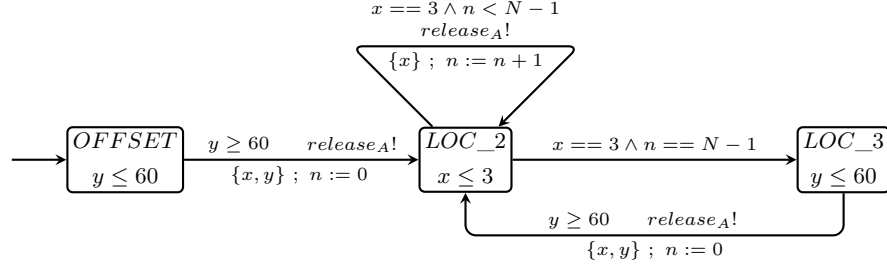 x == 3 ∧ n < N − 1
release_A!
{x} ; n := n + 1
OFFSET
y ≤ 60
y ≥ 60 release_A!
{x, y} ; n := 0
LOC_2
x ≤ 3
x == 3 ∧ n == N − 1
LOC_3
y ≤ 60
y ≥ 60 release_A!
{x, y} ; n := 0